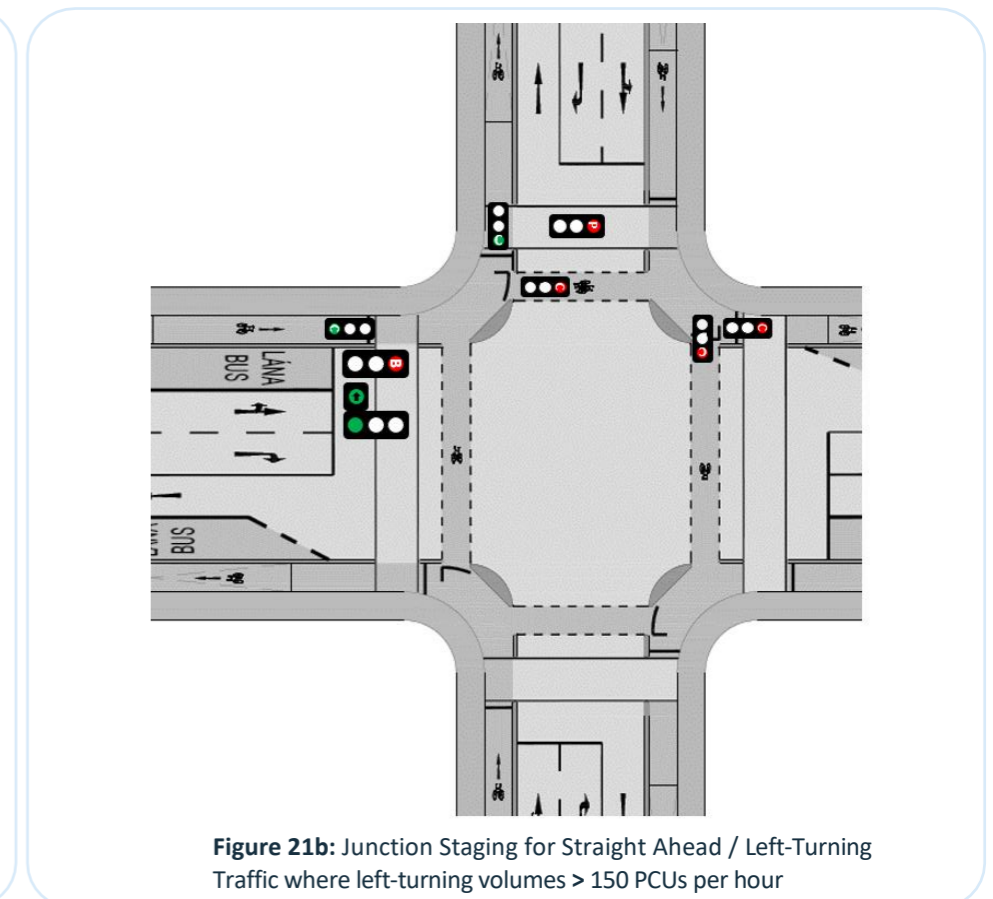 LÁNA
BUS
BUS
Figure 21b: Junction Staging for Straight Ahead / Left-Turning
Traffic where left-turning volumes > 150 PCUs per hour